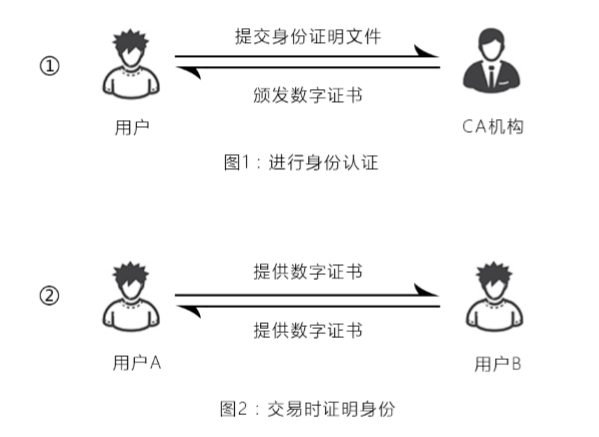 提交身份证明文件
①
颁发数字证书
用户
CA机构
图1：进行身份认证
提供数字证书
②
提供数字证书
用户A
用户B
图2：交易时证明身份